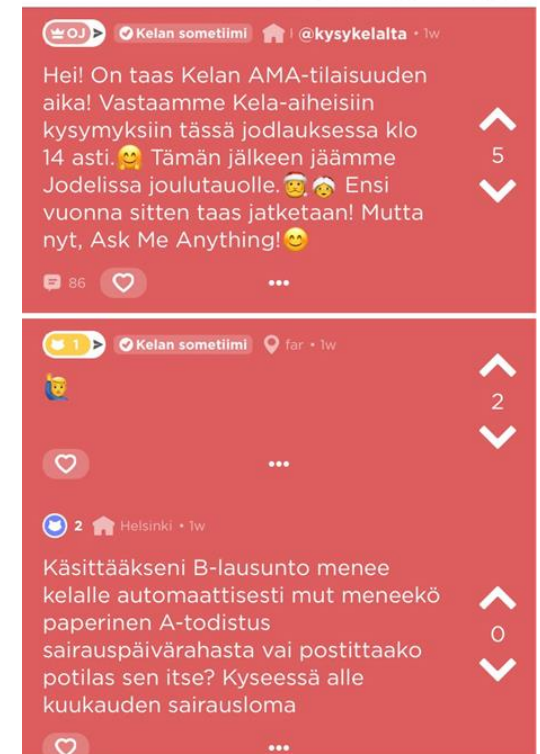 OJ Kelan sometiimi @kysykelalta • 1w
Hei! On taas Kelan AMA-tilaisuuden
aika! Vastaamme Kela-aiheisiin
kysymyksiin tässä jodlauksessa klo
14 asti.🤗 Tämän jälkeen jäämme
Jodelissa joulutauolle.🎅🤶 Ensi
vuonna sitten taas jatketaan! Mutta
nyt, Ask Me Anything!😊
5
86
1 Kelan sometiimi far • 1w
🙋‍♂️
2
2 Helsinki • 1w
Käsittääkseni B-lausunto menee
kelalle automaattisesti mut meneekö
paperinen A-todistus
sairauspäivärahasta vai postittaako
potilas sen itse? Kyseessä alle
kuukauden sairausloma
0